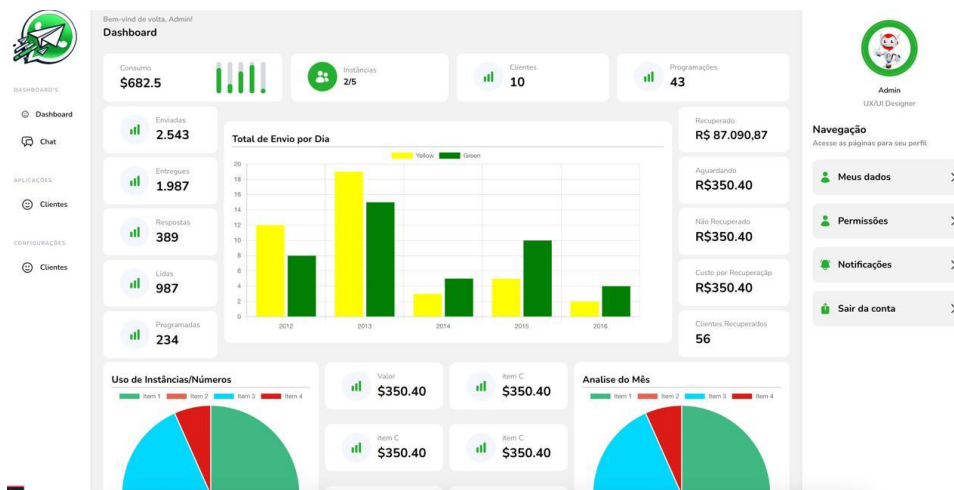 Bem-vind de volta, Admin!
Dashboard
DASHBOARD'S
Dashboard
Chat
APLICAÇÕES
Clientes
CONFIGURAÇÕES
Clientes
Consumo
$682.5
Instâncias
2/5
Clientes
10
Programações
43
Enviadas
2.543
Entregues
1.987
Respostas
389
Lidas
987
Programadas
234
Total de Envio por Dia
Yellow Green
20
18
16
14
12
10
8
6
4
2
0
2012 2013 2014 2015 2016
Recuperado
R$ 87.090,87
Aguardando
R$350.40
Não Recuperado
R$350.40
Custo por Recuperaçãp
R$350.40
Clientes Recuperados
56
Uso de Instâncias/Números
Item 1 Item 2 Item 3 Item 4
Valor
$350.40
item C
$350.40
item C
$350.40
item C
$350.40
Analise do Mês
Item 1 Item 2 Item 3 Item 4
Admin
UX/UI Designer
Navegação
Acesse as páginas para seu perfil
Meus dados
Permissões
Notificações
Sair da conta